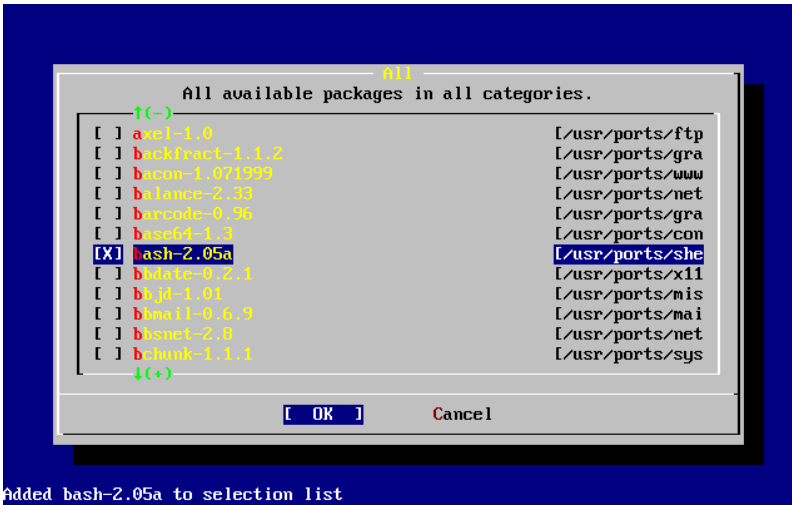 All
All available packages in all categories.
↑(-)
[ ] axel-1.0 [/usr/ports/ftp
[ ] backfract-1.1.2 [/usr/ports/gra
[ ] bacon-1.071999 [/usr/ports/www
[ ] balance-2.33 [/usr/ports/net
[ ] barcode-0.96 [/usr/ports/gra
[ ] base64-1.3 [/usr/ports/con
[X] bash-2.05a [/usr/ports/she
[ ] bbdate-0.2.1 [/usr/ports/x11
[ ] bbjd-1.01 [/usr/ports/mis
[ ] bbmail-0.6.9 [/usr/ports/mai
[ ] bbsnet-2.8 [/usr/ports/net
[ ] bchunk-1.1.1 [/usr/ports/sys
↓(+)
[ OK ] Cancel
Added bash-2.05a to selection list